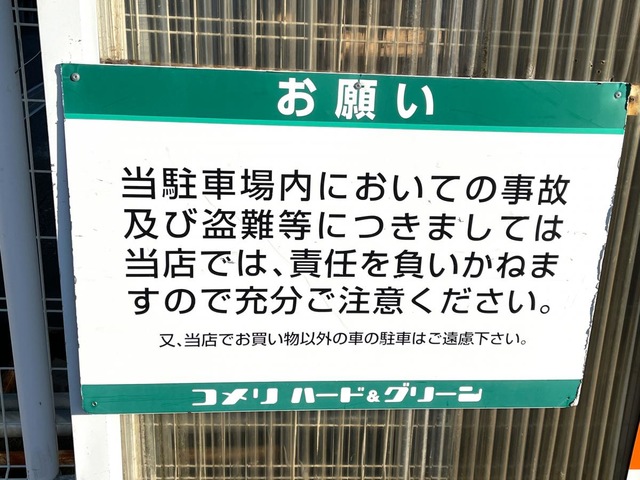 お願い
当駐車場内においての事故
及び盗難等につきましては
当店では、責任を負いかねま
すので充分ご注意ください。
又、当店でお買い物以外の車の駐車はご遠慮下さい。
コメリ ハード&グリーン